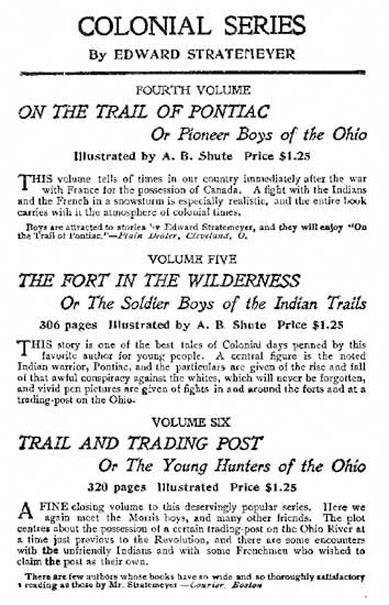 COLONIAL SERIES
By EDWARD STRATEMEYER
FOURTH VOLUME
ON THE TRAIL OF PONTIAC
Or Pioneer Boys of the Ohio
Illustrated by A. B. Shute Price $1.25
THIS volume tells of times in our country immediately after the war
with France for the possession of Canada. A fight with the Indians
and the French in a snowstorm is especially realistic, and the entire book
carries with it the atmosphere of colonial times.
Boys are attracted to stories by Edward Stratemeyer, and they will enjoy "On
the Trail of Pontiac."—Plain Dealer, Cleveland, O.
VOLUME FIVE
THE FORT IN THE WILDERNESS
Or The Soldier Boys of the Indian Trails
306 pages Illustrated by A. B Shute Price $1.25
THIS story is one of the best tales of Colonial days penned by this
favorite author for young people. A central figure is the noted
Indian warrior, Pontiac, and the particulars are given of the rise and fall
of that awful conspiracy against the whites, which will never be forgotten,
and vivid pen pictures are given of fights in and around the forts and at a
trading-post on the Ohio.
VOLUME SIX
TRAIL AND TRADING POST
Or The Young Hunters of the Ohio
320 pages Illustrated Price $1.25
A FINE closing volume to this deservingly popular series. Here we
again meet the Morris boys, and many other friends. The plot
centres about the possession of a certain trading-post on the Ohio River at
a time just previous to the Revolution, and there are some encounters
with the unfriendly Indians and with some Frenchmen who wished to
claim the post as their own.
There are few authors whose books have so wide and so thoroughly satisfactory
a reading as those by Mr. Stratemeyer—Courier, Boston